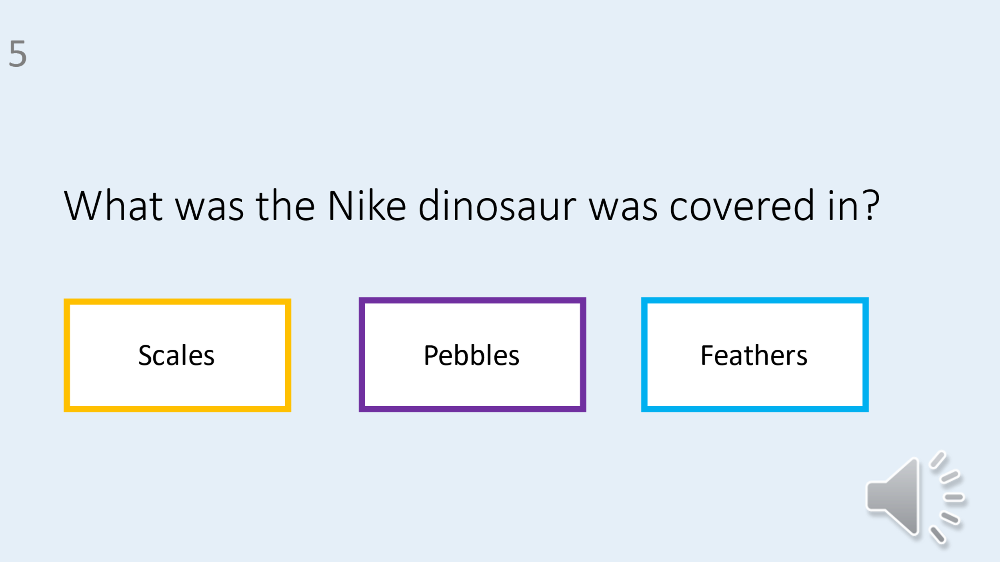 5
What was the Nike dinosaur was covered in?
Scales
Pebbles
Feathers